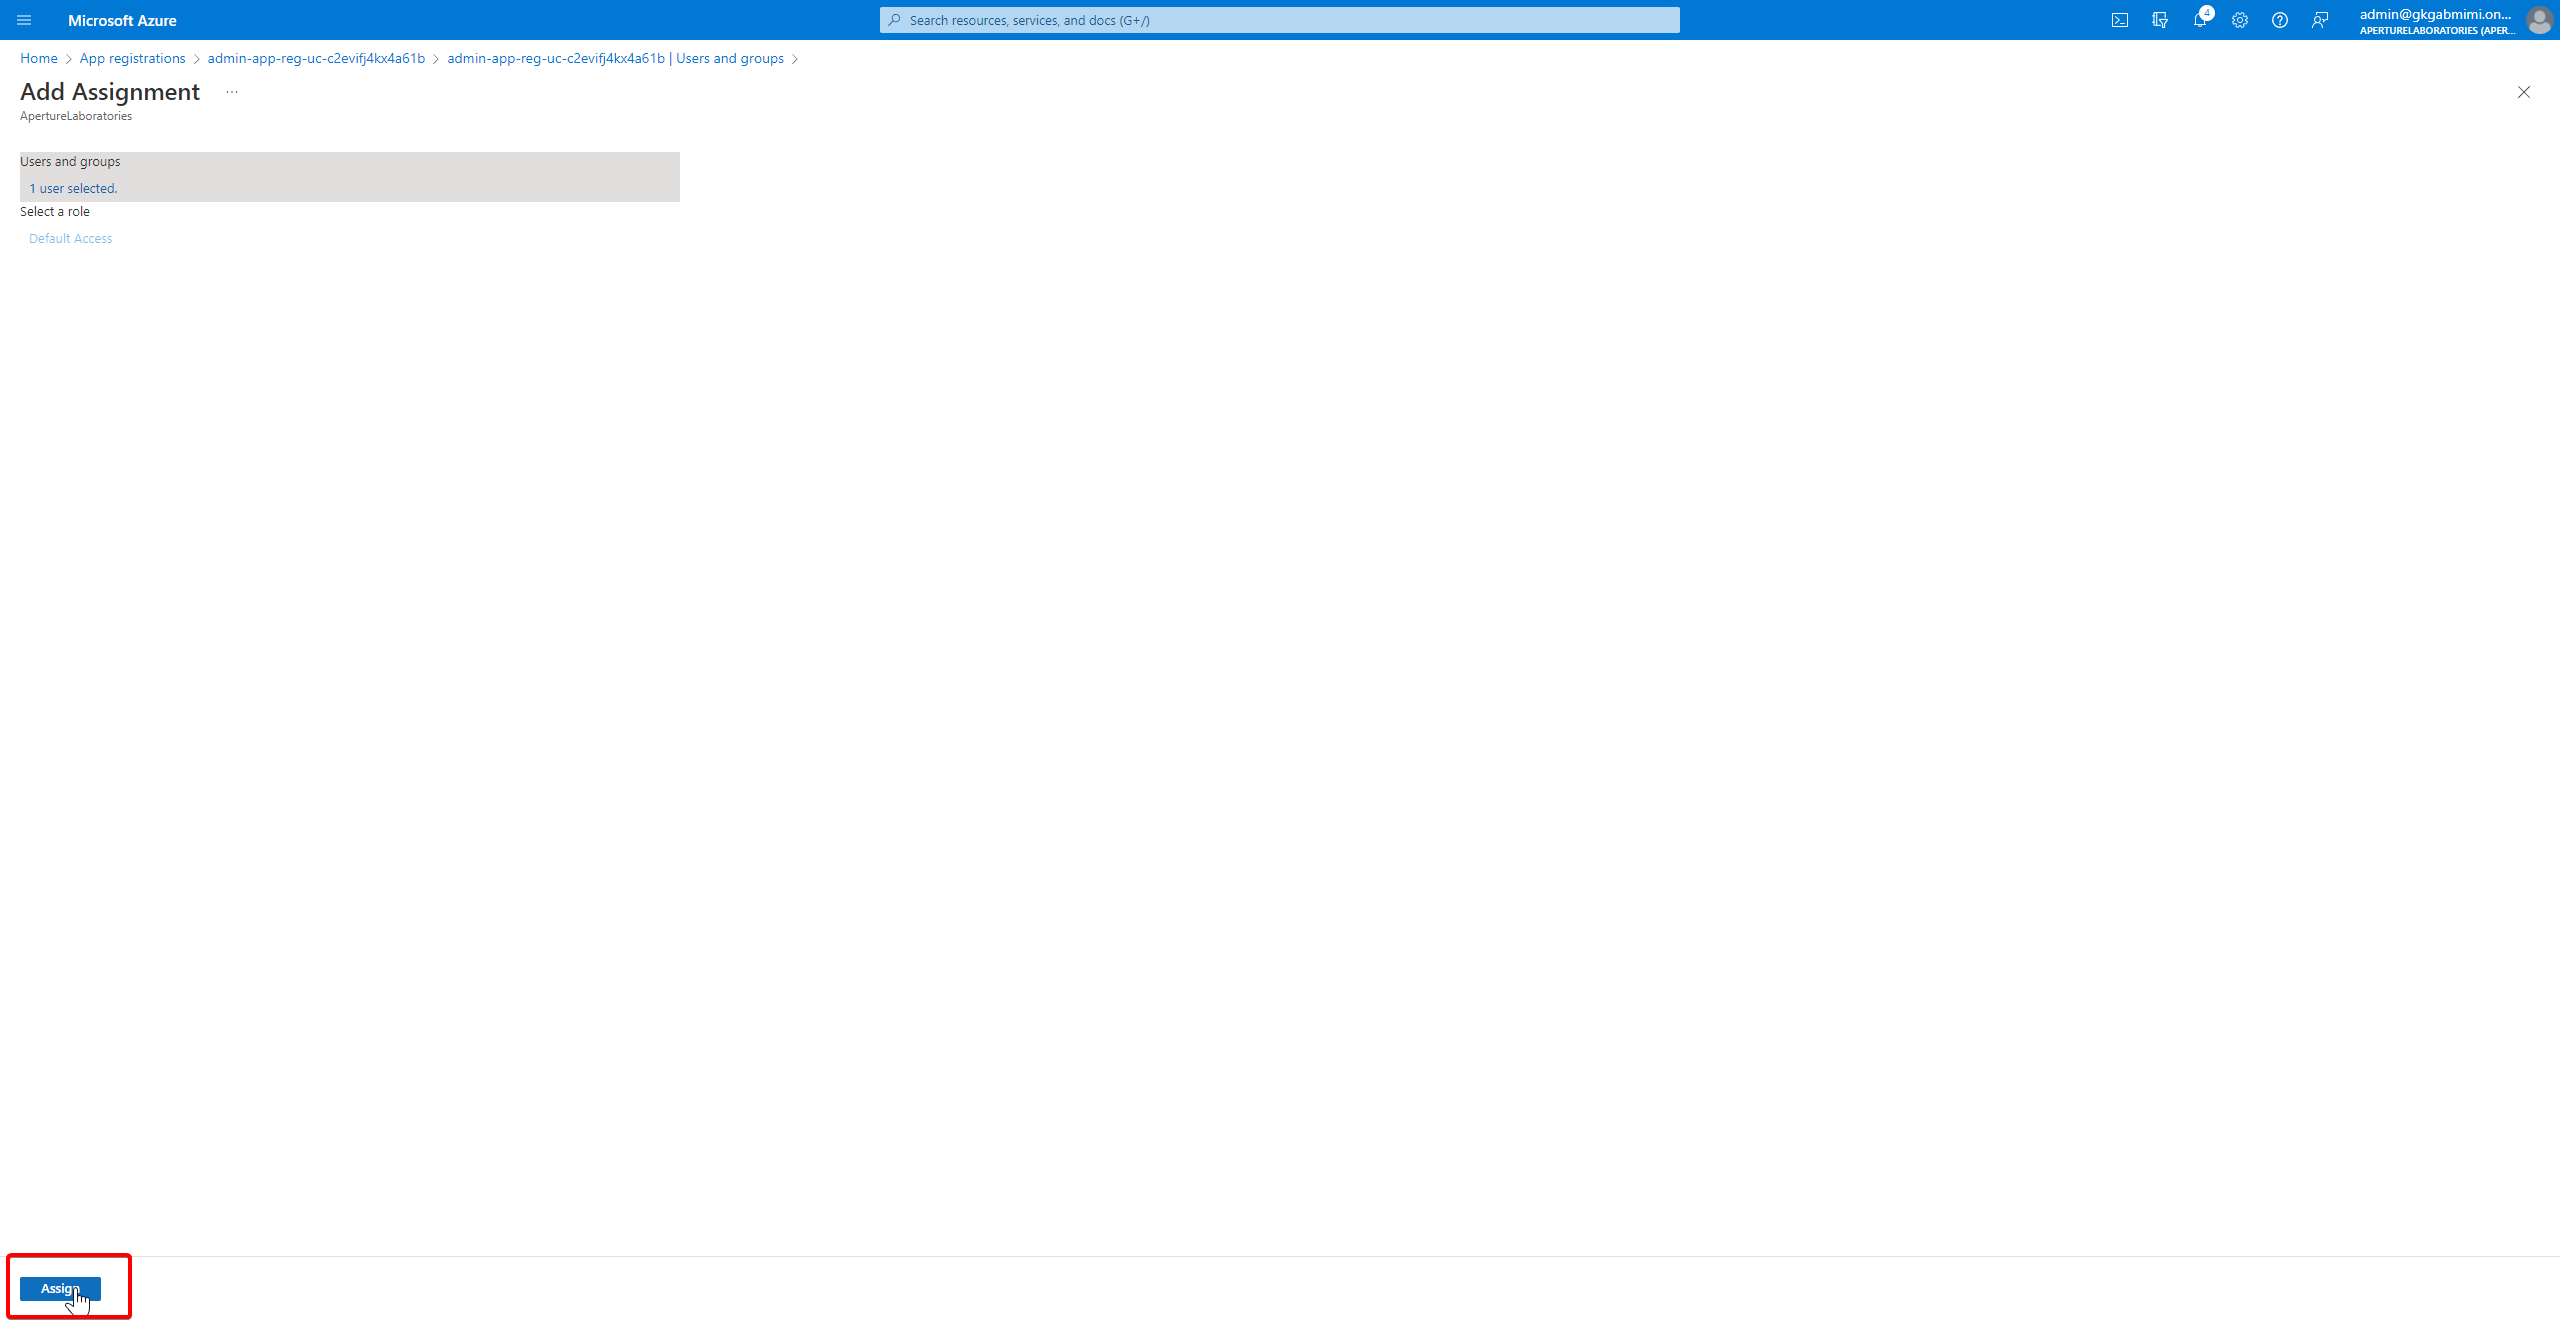 Microsoft Azure
Search resources, services, and docs (G+/)
4
admin@gkgabmimi.on...
APERTURELABORATORIES (APER...
Home > App registrations > admin-app-reg-uc-c2evifj4kx4a61b > admin-app-reg-uc-c2evifj4kx4a61b | Users and groups >
Add Assignment ...
ApertureLaboratories
Users and groups
1 user selected.
Select a role
Default Access
Assign